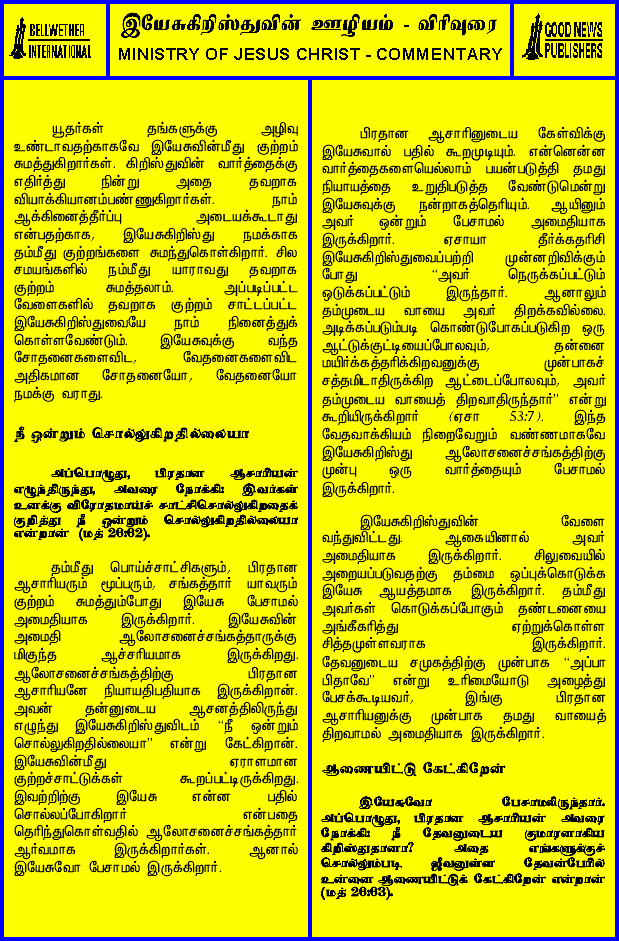 BELLWETHER
INTERNATIONAL
இயேசுகிறிஸ்துவின் ஊழியம் - விரிவுரை
MINISTRY OF JESUS CHRIST - COMMENTARY
GOOD NEWS
PUBLISHERS
யூதர்கள் தங்களுக்கு அழிவு
உண்டாவதற்காகவே இயேசுவின்மீது குற்றம்
சுமத்துகிறார்கள். கிறிஸ்துவின் வார்த்தைக்கு
எதிர்த்து நின்று அதை தவறாக
வியாக்கியானம்பண்ணுகிறார்கள். நாம்
ஆக்கினைத்தீர்ப்பு அடையக்கூடாது
என்பதற்காக, இயேசுகிறிஸ்து நமக்காக
தம்மீது குற்றங்களை சுமந்துகொள்கிறார். சில
சமயங்களில் நம்மீது யாராவது தவறாக
குற்றம் சுமத்தலாம். அப்படிப்பட்ட
வேளைகளில் தவறாக குற்றம் சாட்டப்பட்ட
இயேசுகிறிஸ்துவையே நாம் நினைத்துக்
கொள்ளவேண்டும். இயேசுவுக்கு வந்த
சோதனைகளைவிட, வேதனைகளைவிட
அதிகமான சோதனையோ, வேதனையோ
நமக்கு வராது.
நீ ஒன்றும் சொல்லுகிறதில்லையா
அப்பொழுது, பிரதான ஆசாரியன்
எழுந்திருந்து, அவரை நோக்கி: இவர்கள்
உனக்கு விரோதமாய்ச் சாட்சிசொல்லுகிறதைக்
குறித்து நீ ஒன்றும் சொல்லுகிறதில்லையா
என்றான் (மத் 26:62).
தம்மீது பொய்ச்சாட்சிகளும், பிரதான
ஆசாரியரும் மூப்பரும், சங்கத்தார் யாவரும்
குற்றம் சுமத்தும்போது இயேசு பேசாமல்
அமைதியாக இருக்கிறார். இயேசுவின்
அமைதி ஆலோசனைச்சங்கத்தாருக்கு
மிகுந்த ஆச்சரியமாக இருக்கிறது.
ஆலோசனைச்சங்கத்திற்கு பிரதான
ஆசாரியனே நியாயதிபதியாக இருக்கிறான்.
அவன் தன்னுடைய ஆசனத்திலிருந்து
எழுந்து இயேசுகிறிஸ்துவிடம் “நீ ஒன்றும்
சொல்லுகிறதில்லையா” என்று கேட்கிறான்.
இயேசுவின்மீது ஏராளமான
குற்றச்சாட்டுக்கள் கூறப்பட்டிருக்கிறது.
இவற்றிற்கு இயேசு என்ன பதில்
சொல்லப்போகிறார் என்பதை
தெரிந்துகொள்வதில் ஆலோசனைச்சங்கத்தார்
ஆர்வமாக இருக்கிறார்கள். ஆனால்
இயேசுவோ பேசாமல் இருக்கிறார்.
பிரதான ஆசாரினுடைய கேள்விக்கு
இயேசுவால் பதில் கூறமுடியும். என்னென்ன
வார்த்தைகளையெல்லாம் பயன்படுத்தி தமது
நியாயத்தை உறுதிபடுத்த வேண்டுமென்று
இயேசுவுக்கு நன்றாகத்தெரியும். ஆயினும்
அவர் ஒன்றும் பேசாமல் அமைதியாக
இருக்கிறார். ஏசாயா தீர்க்கதரிசி
இயேசுகிறிஸ்துவைப்பற்றி முன்னறிவிக்கும்
போது “அவர் நெருக்கப்பட்டும்
ஒடுக்கப்பட்டும் இருந்தார். ஆனாலும்
தம்முடைய வாயை அவர் திறக்கவில்லை.
அடிக்கப்படும்படி கொண்டுபோகப்படுகிற ஒரு
ஆட்டுக்குட்டியைப்போலவும், தன்னை
மயிர்க்கத்தரிக்கிறவனுக்கு முன்பாகச்
சத்தமிடாதிருக்கிற ஆட்டைப்போலவும், அவர்
தம்முடைய வாயைத் திறவாதிருந்தார்” என்று
கூறியிருக்கிறார் (ஏசா 53:7). இந்த
வேதவாக்கியம் நிறைவேறும் வண்ணமாகவே
இயேசுகிறிஸ்து ஆலோசனைச்சங்கத்திற்கு
முன்பு ஒரு வார்த்தையும் பேசாமல்
இருக்கிறார்.
இயேசுகிறிஸ்துவின் வேளை
வந்துவிட்டது. ஆகையினால் அவர்
அமைதியாக இருக்கிறார். சிலுவையில்
அறையப்படுவதற்கு தம்மை ஒப்புக்கொடுக்க
இயேசு ஆயத்தமாக இருக்கிறார். தம்மீது
அவர்கள் கொடுக்கப்போகும் தண்டனையை
அங்கீகரித்து ஏற்றுக்கொள்ள
சித்தமுள்ளவராக இருக்கிறார்.
தேவனுடைய சமுகத்திற்கு முன்பாக “அப்பா
பிதாவே” என்று உரிமையோடு அழைத்து
பேசக்கூடியவர், இங்கு பிரதான
ஆசாரியனுக்கு முன்பாக தமது வாயைத்
திறவாமல் அமைதியாக இருக்கிறார்.
ஆணையிட்டு கேட்கிறேன்
இயேசுவோ பேசாமலிருந்தார்.
அப்பொழுது, பிரதான ஆசாரியன் அவரை
நோக்கி: நீ தேவனுடைய குமாரனாகிய
கிறிஸ்துதானா? அதை எங்களுக்குச்
சொல்லும்படி ஜீவனுள்ள தேவன்பேரில்
உன்னை ஆணையிட்டுக் கேட்கிறேன் என்றான்
(மத் 26:63).